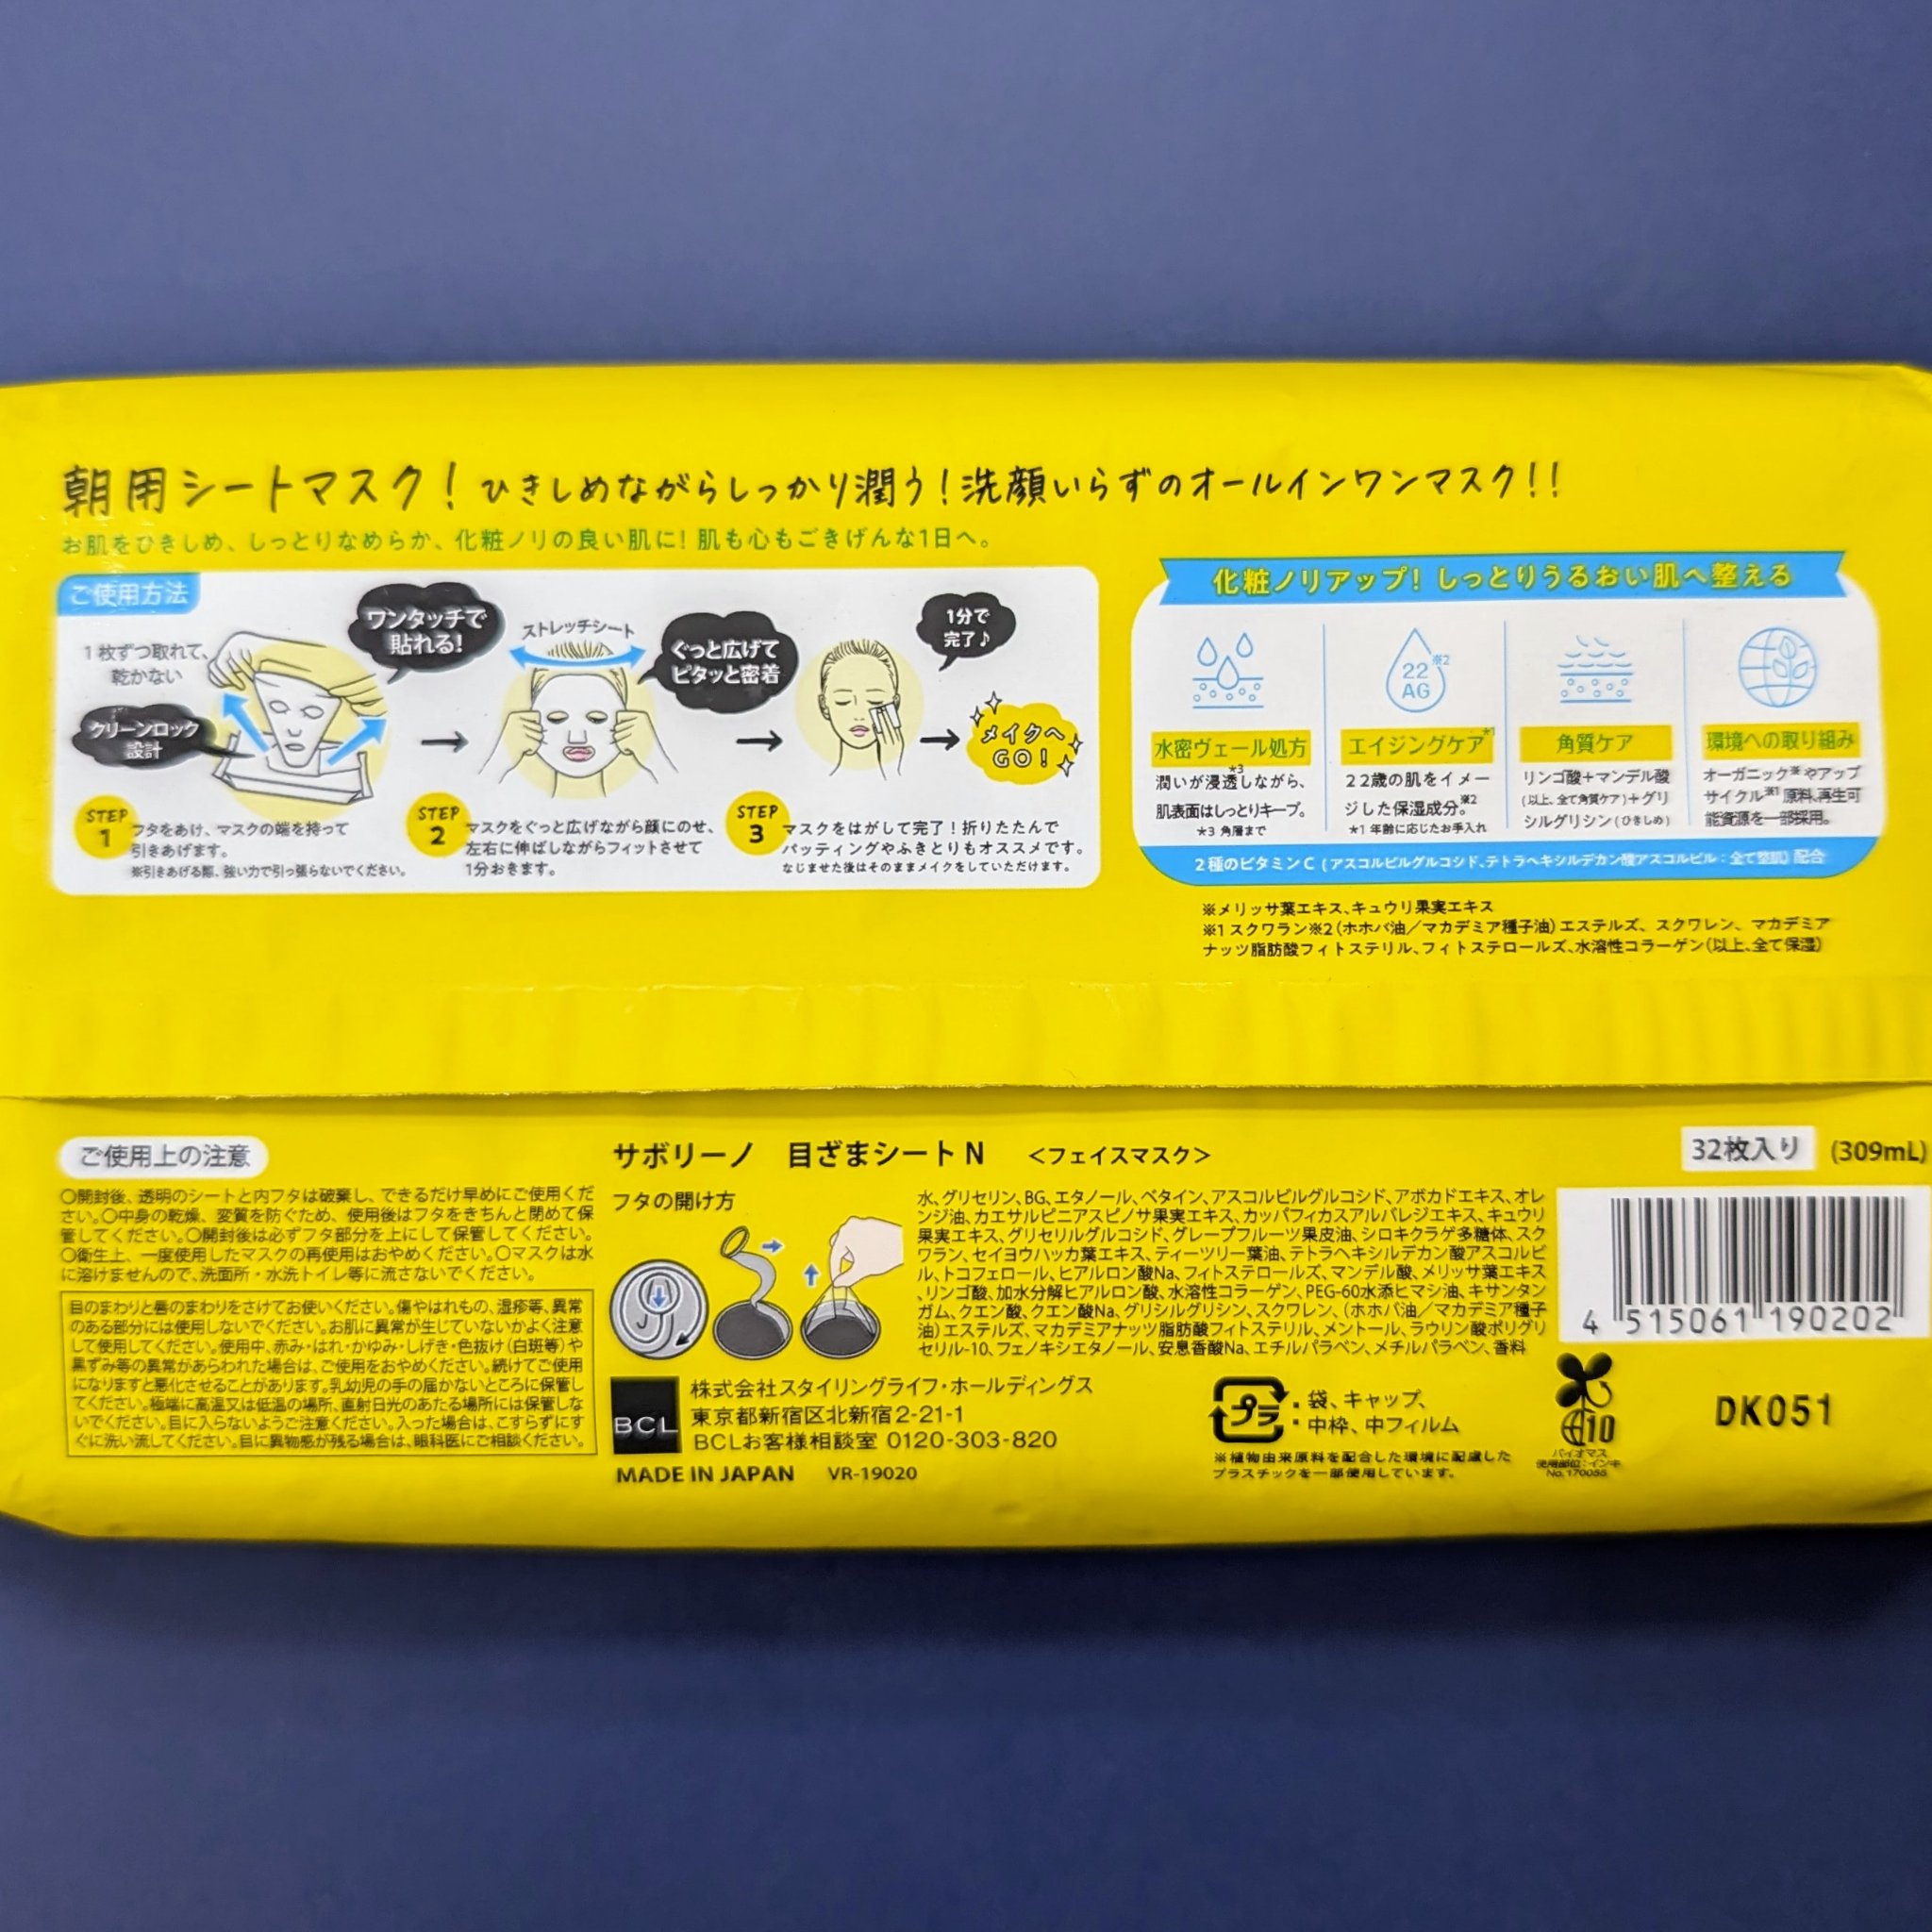 朝用シートマスク！ひきしめながらしっかり潤う！洗顔いらずのオールインワンマスク！！
お肌をひきしめ、しっとりなめらか、化粧ノリの良い肌に！肌も心もごきげんな1日へ。
ご使用方法
1枚ずつ取れて、
乾かない
クリーンロック
設計
ワンタッチで
貼れる！
ストレッチシート
ぐっと広げて
ピタッと密着
1分で
完了♪
メイクへ
GO！
STEP
1
フタをあけ、マスクの端を持って
引きあげます。
※引きあげる際、強い力で引っ張らないでください。
STEP
2
マスクをぐっと広げながら顔にのせ、
左右に伸ばしながらフィットさせて
1分おきます。
STEP
3
マスクをはがして完了！折りたたんで
パッティングやふきとりもオススメです。
なじませた後はそのままメイクをしていただけます。
化粧ノリアップ！しっとりうるおい肌へ整える
水密ヴェール処方
潤いが浸透*3しながら、
肌表面はしっとりキープ。
*3 角層まで
22
AG
※2
エイジングケア*1
22歳の肌をイメー
ジした保湿成分。※2
*1 年齢に応じたお手入れ
角質ケア
リンゴ酸＋マンデル酸
(以上、全て角質ケア)＋グリ
シルグリシン(ひきしめ)
環境への取り組み
オーガニック※やアップ
サイクル※1原料、再生可
能資源を一部採用。
2種のビタミンC (アスコルビルグルコシド、テトラヘキシルデカン酸アスコルビル：全て整肌) 配合
※メリッサ葉エキス、キュウリ果実エキス
※1 スクワラン※2 (ホホバ油／マカデミア種子油) エステルズ、スクワレン、マカデミア
ナッツ脂肪酸フィトステリル、フィトステロールズ、水溶性コラーゲン(以上、全て保湿)
ご使用上の注意
〇開封後、透明のシートと内フタは破棄し、できるだけ早めにご使用くだ
さい。〇中身の乾燥、変質を防ぐため、使用後はフタをきちんと閉めて保
管してください。〇開封後は必ずフタ部分を上にして保管してください。
〇衛生上、一度使用したマスクの再使用はおやめください。〇マスクは水
に溶けませんので、洗面所・水洗トイレ等に流さないでください。
目のまわりと唇のまわりをさけてお使いください。傷やはれもの、湿疹等、異常
のある部分には使用しないでください。お肌に異常が生じていないかよく注意
して使用してください。使用中、赤み・はれ・かゆみ・しげき・色抜け(白斑等)や
黒ずみ等の異常があらわれた場合は、ご使用をおやめください。続けてご使用
になりますと悪化させることがあります。乳幼児の手の届かないところに保管し
てください。極端に高温又は低温の場所、直射日光のあたる場所には保管しな
いでください。目に入らないようご注意ください。入った場合は、こすらずにす
ぐに洗い流してください。目に異物感が残る場合は、眼科医にご相談ください。
サボリーノ　目ざまシート N　＜フェイスマスク＞
フタの開け方
水、グリセリン、BG、エタノール、ベタイン、アスコルビルグルコシド、アボカドエキス、オレ
ンジ油、カエサルピニアスピノサ果実エキス、カッパフィカスアルバレジエキス、キュウリ
果実エキス、グリセリルグルコシド、グレープフルーツ果皮油、シロキクラゲ多糖体、スク
ワラン、セイヨウハッカ葉エキス、ティーツリー葉油、テトラヘキシルデカン酸アスコルビ
ル、トコフェロール、ヒアルロン酸Na、フィトステロールズ、マンデル酸、メリッサ葉エキス
、リンゴ酸、加水分解ヒアルロン酸、水溶性コラーゲン、PEG-60水添ヒマシ油、キサンタン
ガム、クエン酸、クエン酸Na、グリシルグリシン、スクワレン、(ホホバ油／マカデミア種子
油)エステルズ、マカデミアナッツ脂肪酸フィトステリル、メントール、ラウリン酸ポリグリ
セリル-10、フェノキシエタノール、安息香酸Na、エチルパラベン、メチルパラベン、香料
32枚入り (309mL)
4 515061 190202
BCL
株式会社スタイリングライフ・ホールディングス
東京都新宿区北新宿2-21-1
BCLお客様相談室 0120-303-820
MADE IN JAPAN VR-19020
プラ
：袋、キャップ、
中枠、中フィルム
※植物由来原料を配合した環境に配慮した
プラスチックを一部使用しています。
10
バイオマス
使用部位：インキ
No.170055
DK051